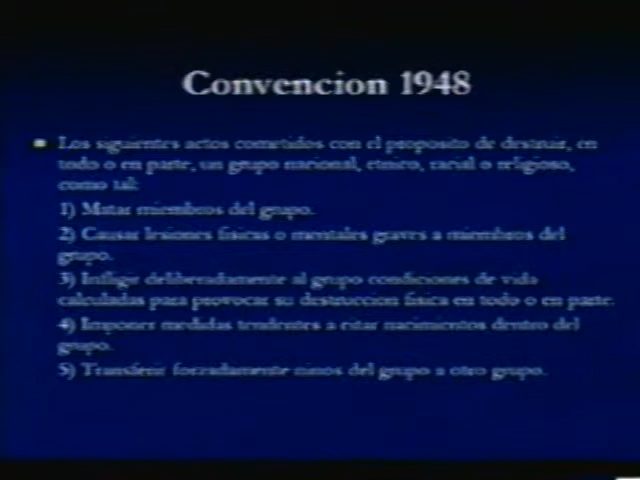 Convencion 1948
Los siguientes actos cometidos con el proposito de destruir, en
todo o en parte, un grupo nacional, etnico, racial o religioso,
como tal:
1) Matar miembros del grupo.
2) Causar lesiones fisicas o mentales graves a miembros del
grupo.
3) Infligir deliberadamente al grupo condiciones de vida
calculadas para provocar su destruccion fisica en todo o en parte.
4) Imponer medidas tendentes a nacimientos dentro del
grupo.
5) Transferir forzadamente ninos del grupo a otro grupo.